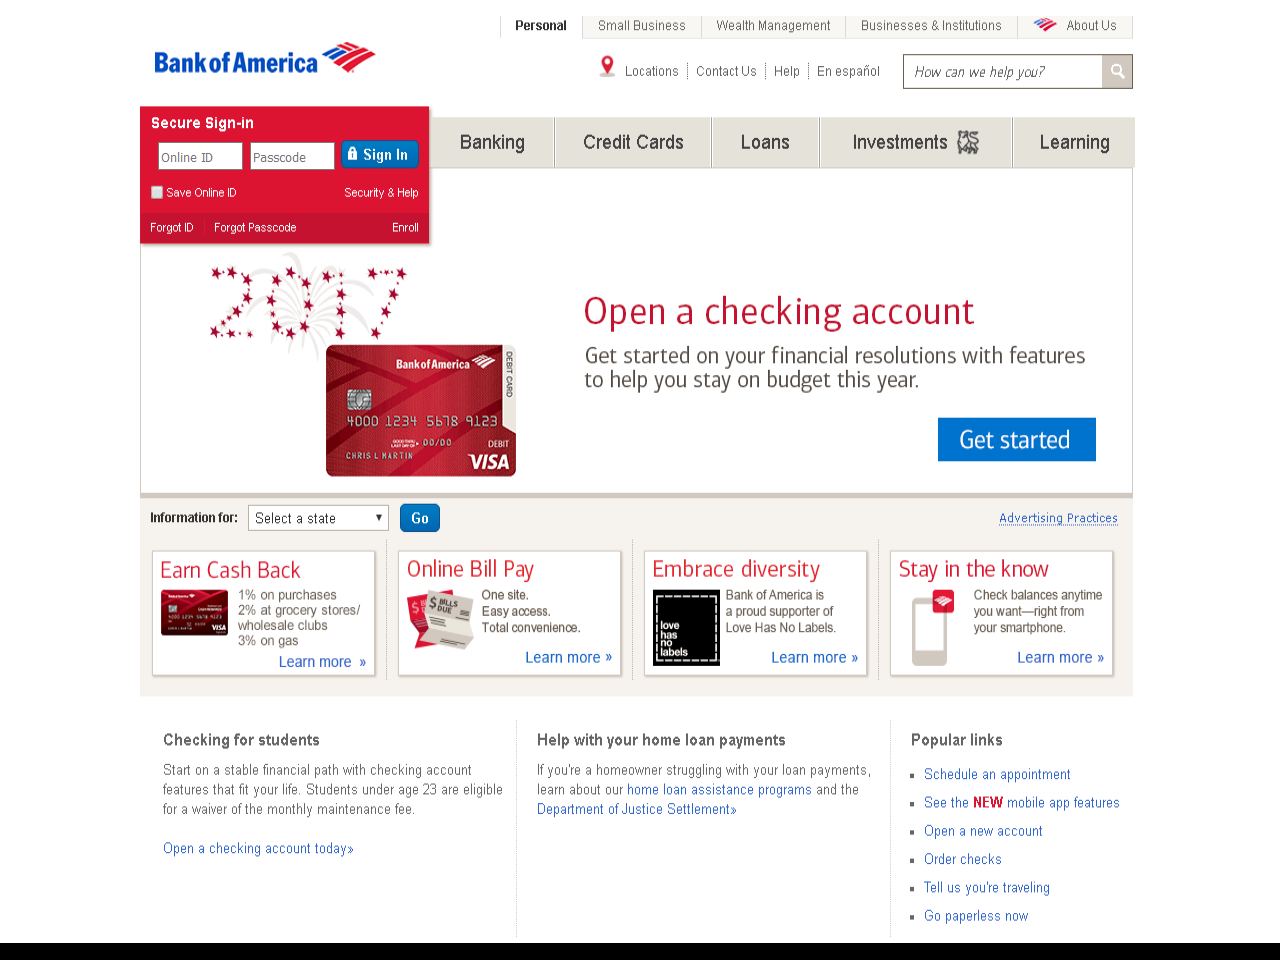 Personal
Small Business
Wealth Management
Businesses & Institutions
About Us
Bank of America
Locations
Contact Us
Help
En español
How can we help you?
Secure Sign-in
Online ID
Passcode
Sign In
Save Online ID
Security & Help
Forgot ID
Forgot Passcode
Enroll
Banking
Credit Cards
Loans
Investments
Learning
2017
Bank of America
DEBIT CARD
4000 1234 5678 9123
GOOD THRU
LAST DAY OF
00/00
CHRIS L MARTIN
DEBIT
VISA
Open a checking account
Get started on your financial resolutions with features
to help you stay on budget this year.
Get started
Information for:
Select a state
Go
Advertising Practices
Earn Cash Back
1% on purchases
2% at grocery stores/
wholesale clubs
3% on gas
VISA
Learn more »
Online Bill Pay
$ BILLS
DUE
$
One site.
Easy access.
Total convenience.
Learn more »
Embrace diversity
love
has
no
labels
Bank of America is
a proud supporter of
Love Has No Labels.
Learn more »
Stay in the know
Check balances anytime
you want—right from
your smartphone.
Learn more »
Checking for students
Start on a stable financial path with checking account
features that fit your life. Students under age 23 are eligible
for a waiver of the monthly maintenance fee.
Open a checking account today»
Help with your home loan payments
If you're a homeowner struggling with your loan payments,
learn about our home loan assistance programs and the
Department of Justice Settlement»
Popular links
Schedule an appointment
See the NEW mobile app features
Open a new account
Order checks
Tell us you're traveling
Go paperless now